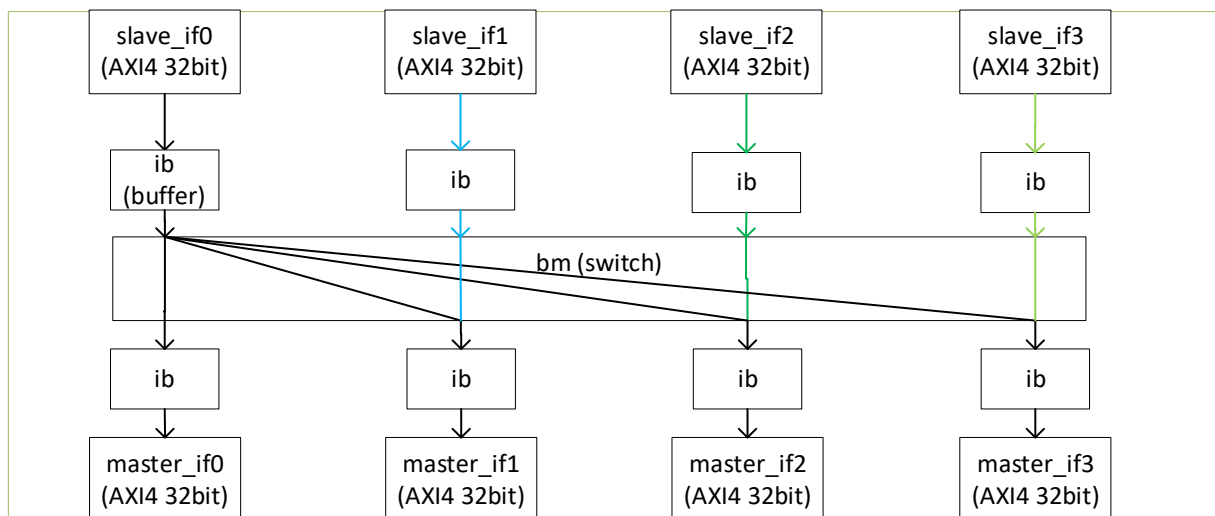 slave_if0
(AXI4 32bit)
slave_if1
(AXI4 32bit)
slave_if2
(AXI4 32bit)
slave_if3
(AXI4 32bit)
ib
(buffer)
ib
ib
ib
bm (switch)
ib
ib
ib
ib
master_if0
(AXI4 32bit)
master_if1
(AXI4 32bit)
master_if2
(AXI4 32bit)
master_if3
(AXI4 32bit)